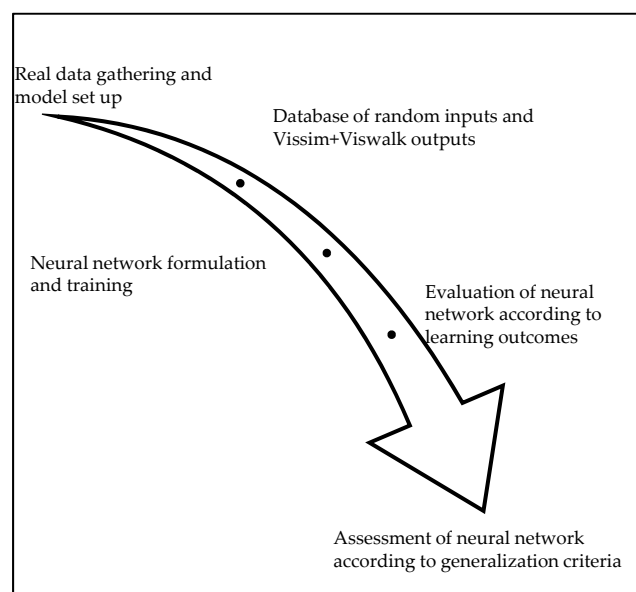 Real data gathering and
model set up
Database of random inputs and
Vissim+Viswalk outputs
Neural network formulation
and training
Evaluation of neural
network according to
learning outcomes
Assessment of neural network
according to generalization criteria